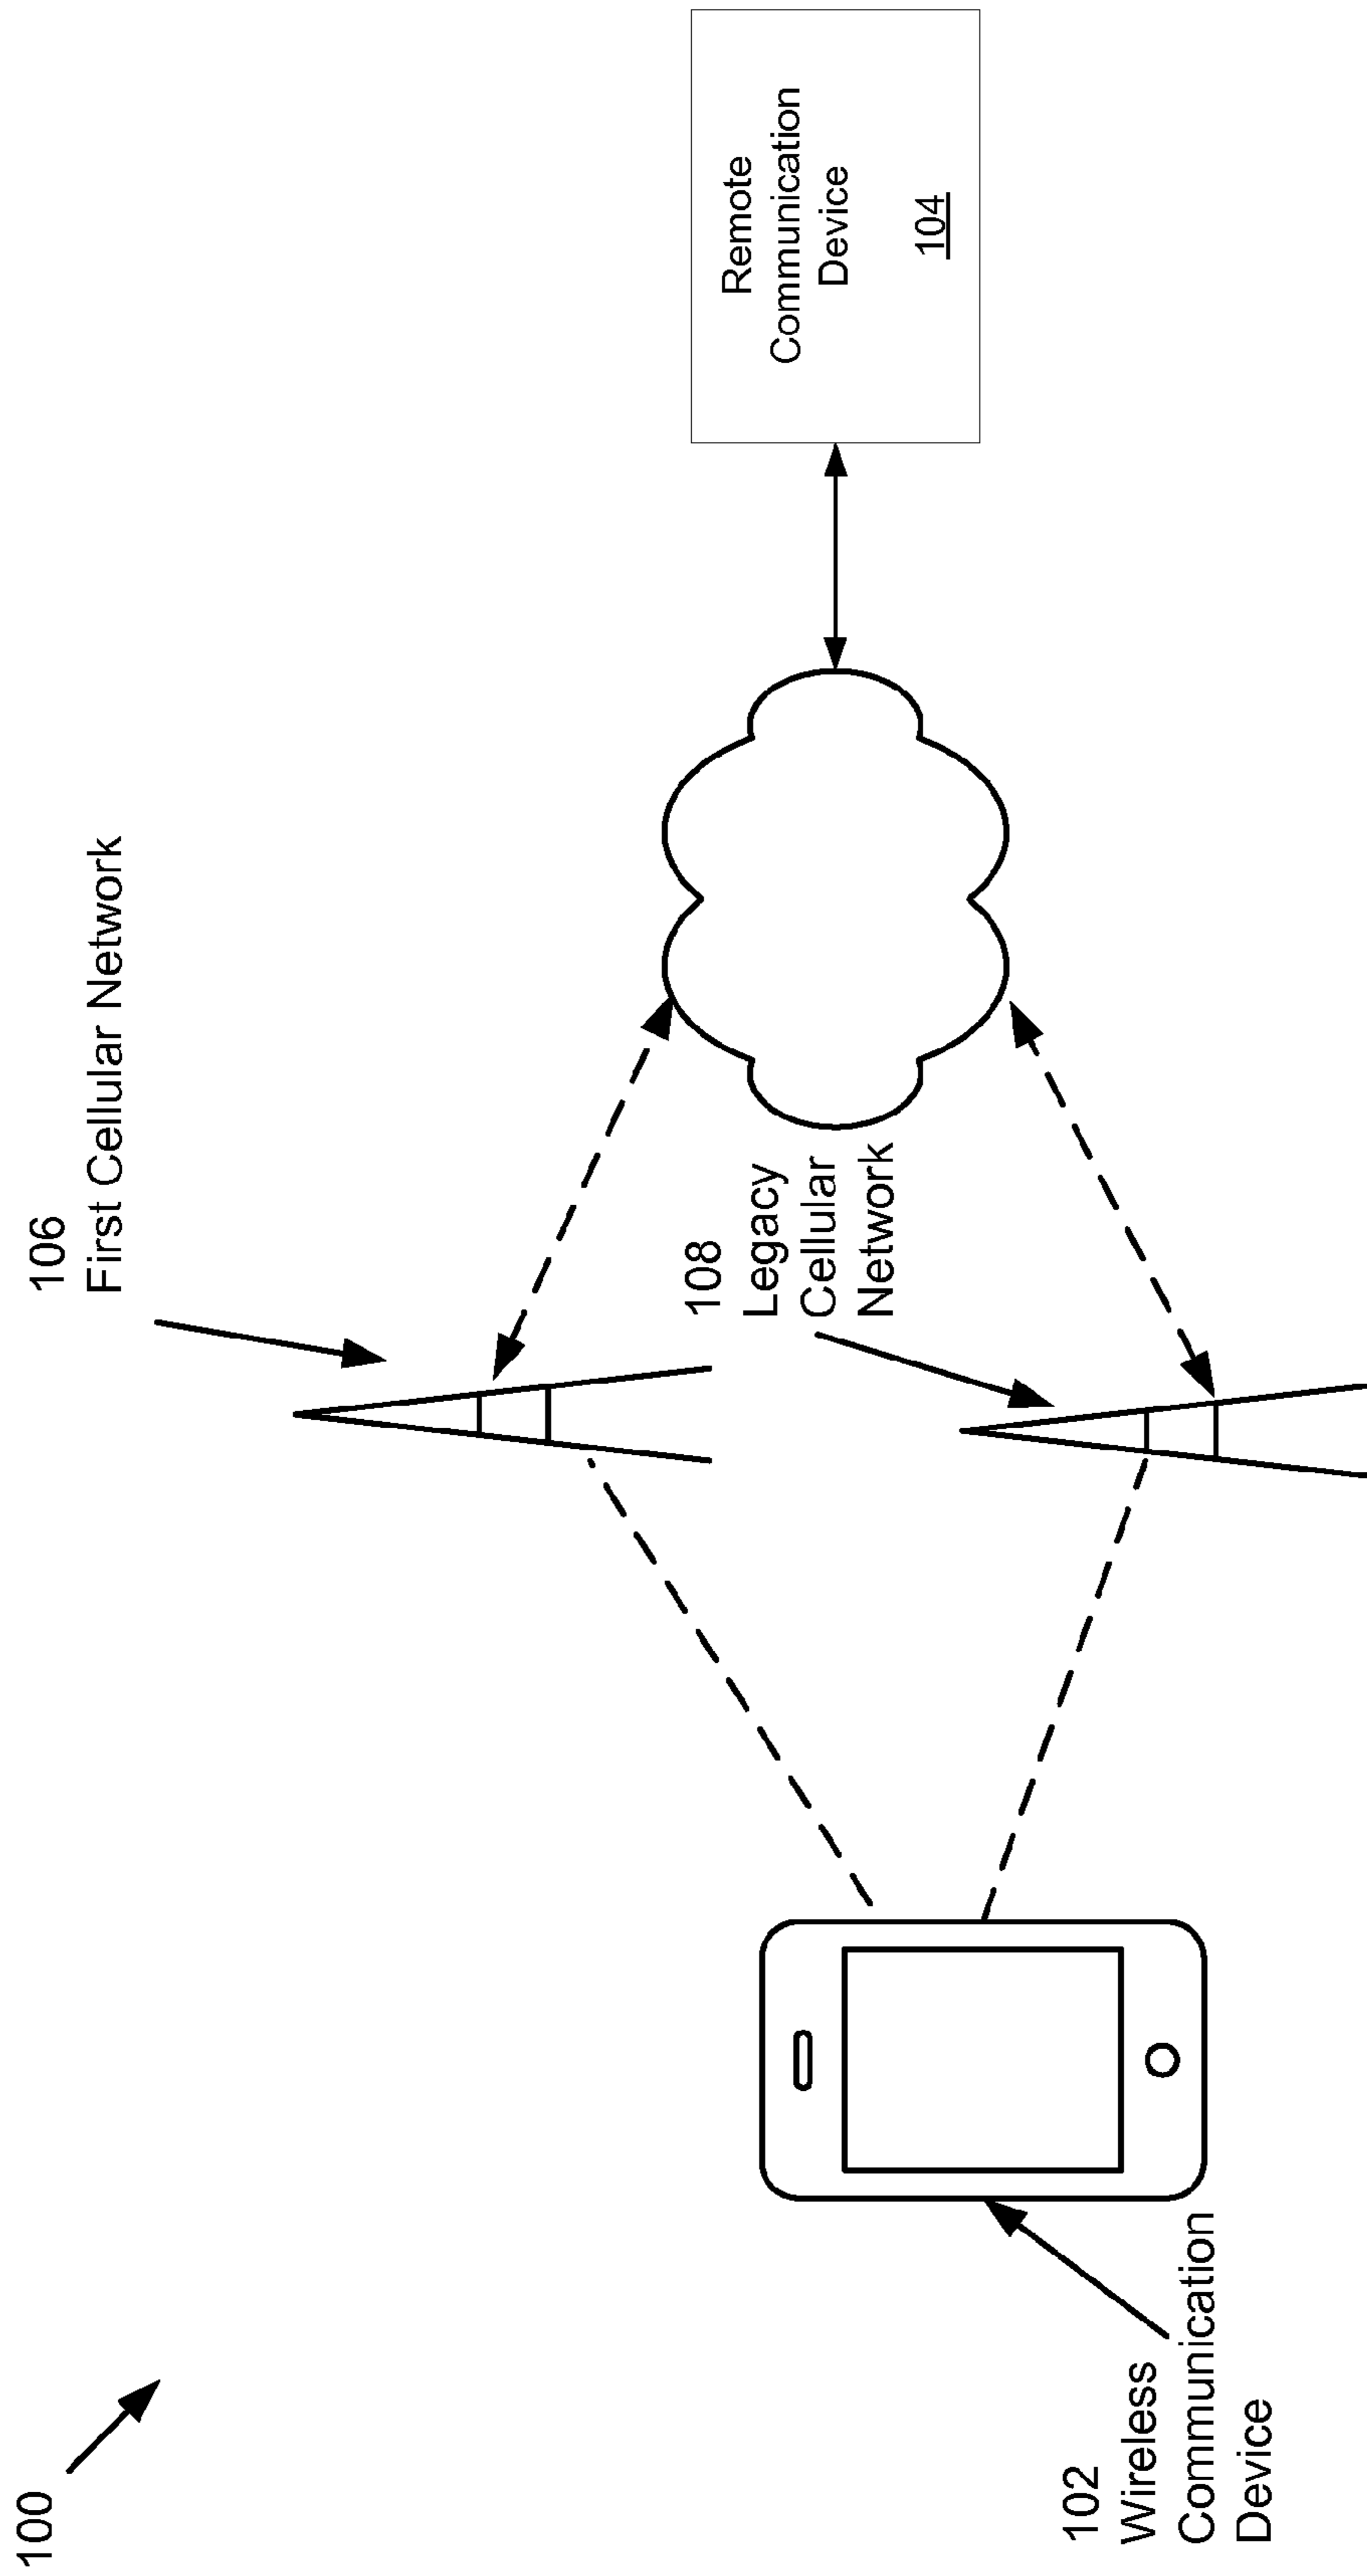 100
106
First Cellular Network
108
Legacy
Cellular
Network
102
Wireless
Communication
Device
Remote
Communication
Device
104